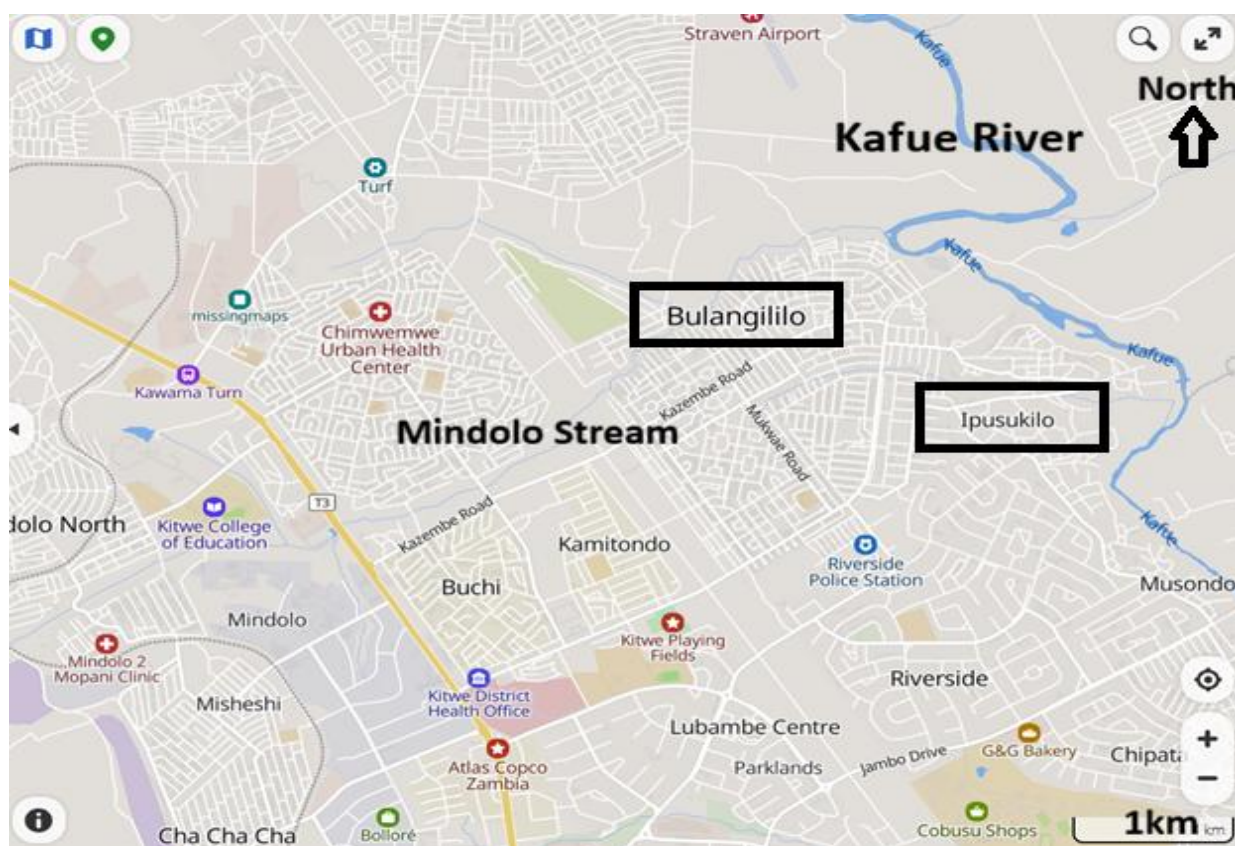 Straven Airport
Kafue
North
Kafue River
Turf
Kafue
missingmaps
Chimwemwe
Urban Health
Center
Bulangililo
Kafue
Kawama Turn
Kazembe Road
Mukwae Road
Ipusukilo
Mindolo Stream
T3
dolo North
Kitwe College
of Education
Kazembe Road
Kamitondo
Kafue
Riverside
Police Station
Buchi
Musondo
Mindolo
Kitwe Playing
Fields
Mindolo 2
Mopani Clinic
Riverside
Misheshi
Kitwe District
Health Office
Lubambe Centre
Jambo Drive
G&G Bakery
Chipata
Atlas Copco
Zambia
Parklands
Cha Cha Cha
Bolloré
Cobusu Shops
1km
km